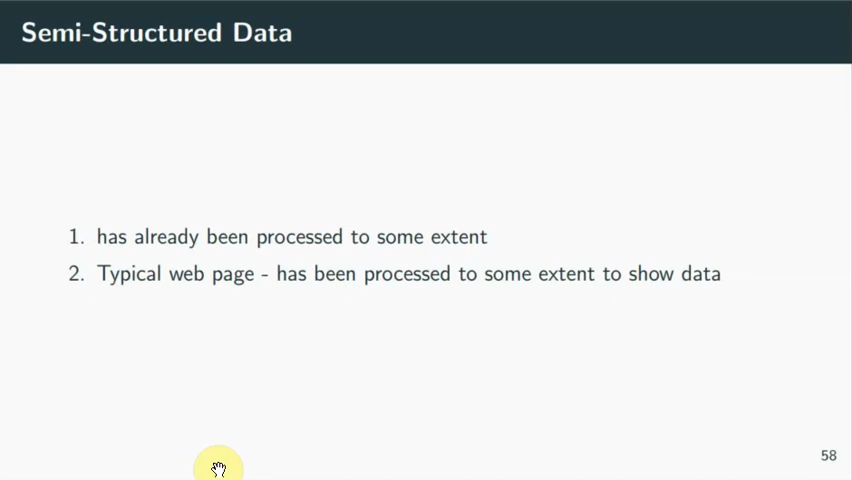 Semi-Structured Data
1. has already been processed to some extent
2. Typical web page - has been processed to some extent to show data
58